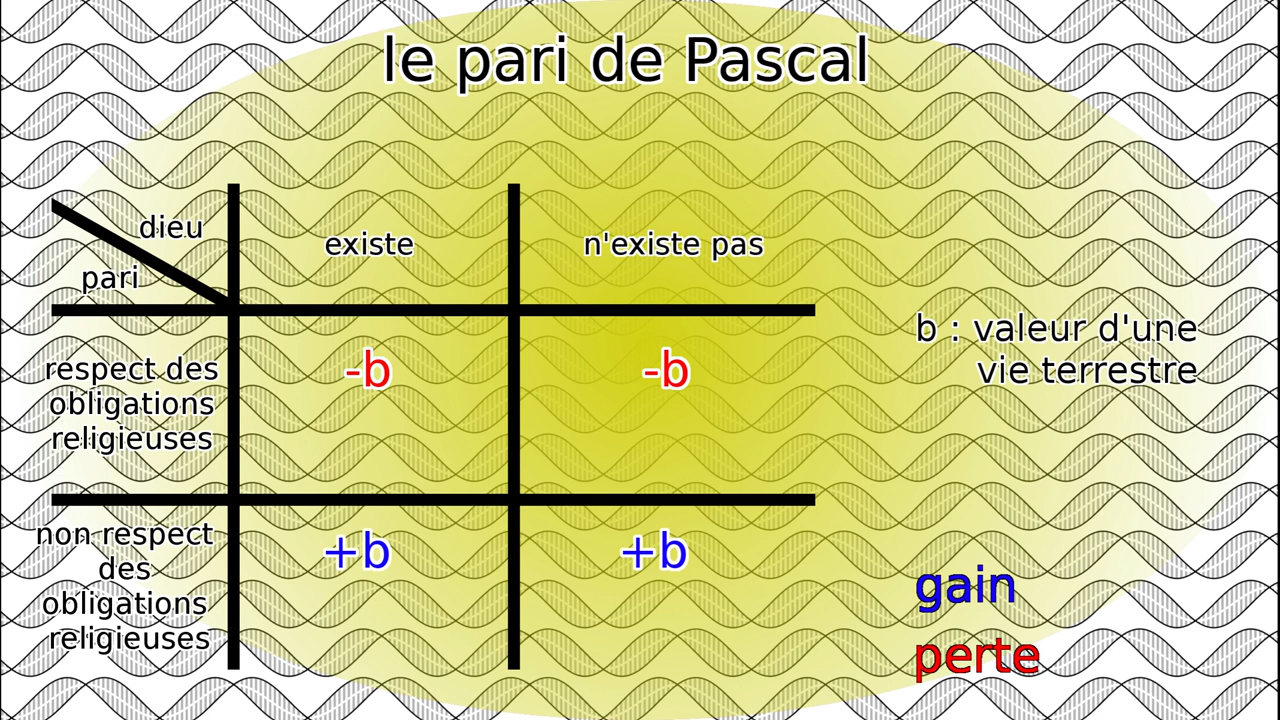 le pari de Pascal
dieu
pari
existe
n'existe pas
respect des
obligations
religieuses
-b
-b
non respect
des
obligations
religieuses
+b
+b
b : valeur d'une
vie terrestre
gain
perte